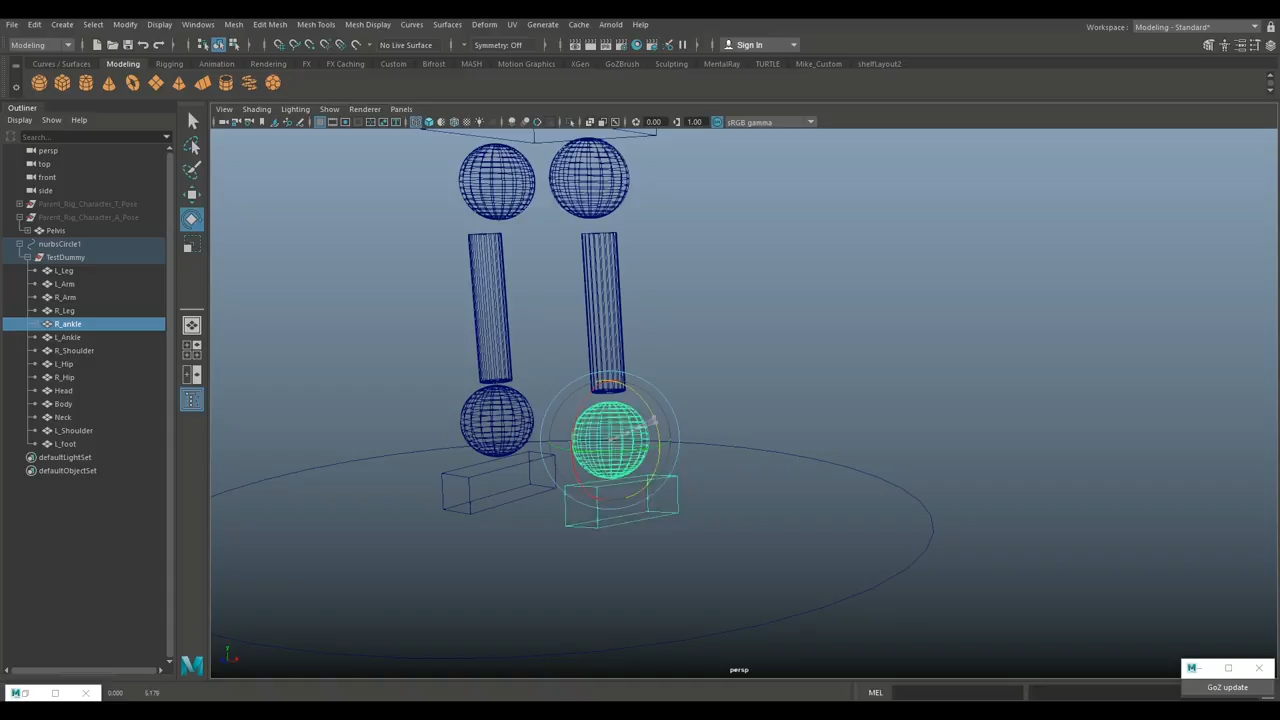 File Edit Create Select Modify Display Windows Mesh Edit Mesh Mesh Tools Mesh Display Curves Surfaces Deform UV Generate Cache Arnold Help
Workspace : Modeling - Standard*
Modeling
No Live Surface
Symmetry: Off
Sign In
Curves / Surfaces Modeling Rigging Animation Rendering FX FX Caching Custom Bifrost MASH Motion Graphics XGen GoZBrush Sculpting MentalRay TURTLE Mike_Custom shelfLayout2
Outliner
Display Show Help
Search...
View Shading Lighting Show Renderer Panels
0.00 1.00 sRGB gamma
persp
top
front
side
Parent_Rig_Character_T_Pose
Parent_Rig_Character_A_Pose
Pelvis
nurbsCircle1
TestDummy
L_Leg
L_Arm
R_Arm
R_Leg
R_ankle
L_Ankle
R_Shoulder
L_Hip
R_Hip
Head
Body
Neck
L_Shoulder
L_foot
defaultLightSet
defaultObjectSet
y
x
persp
GoZ update
0.000
MEL